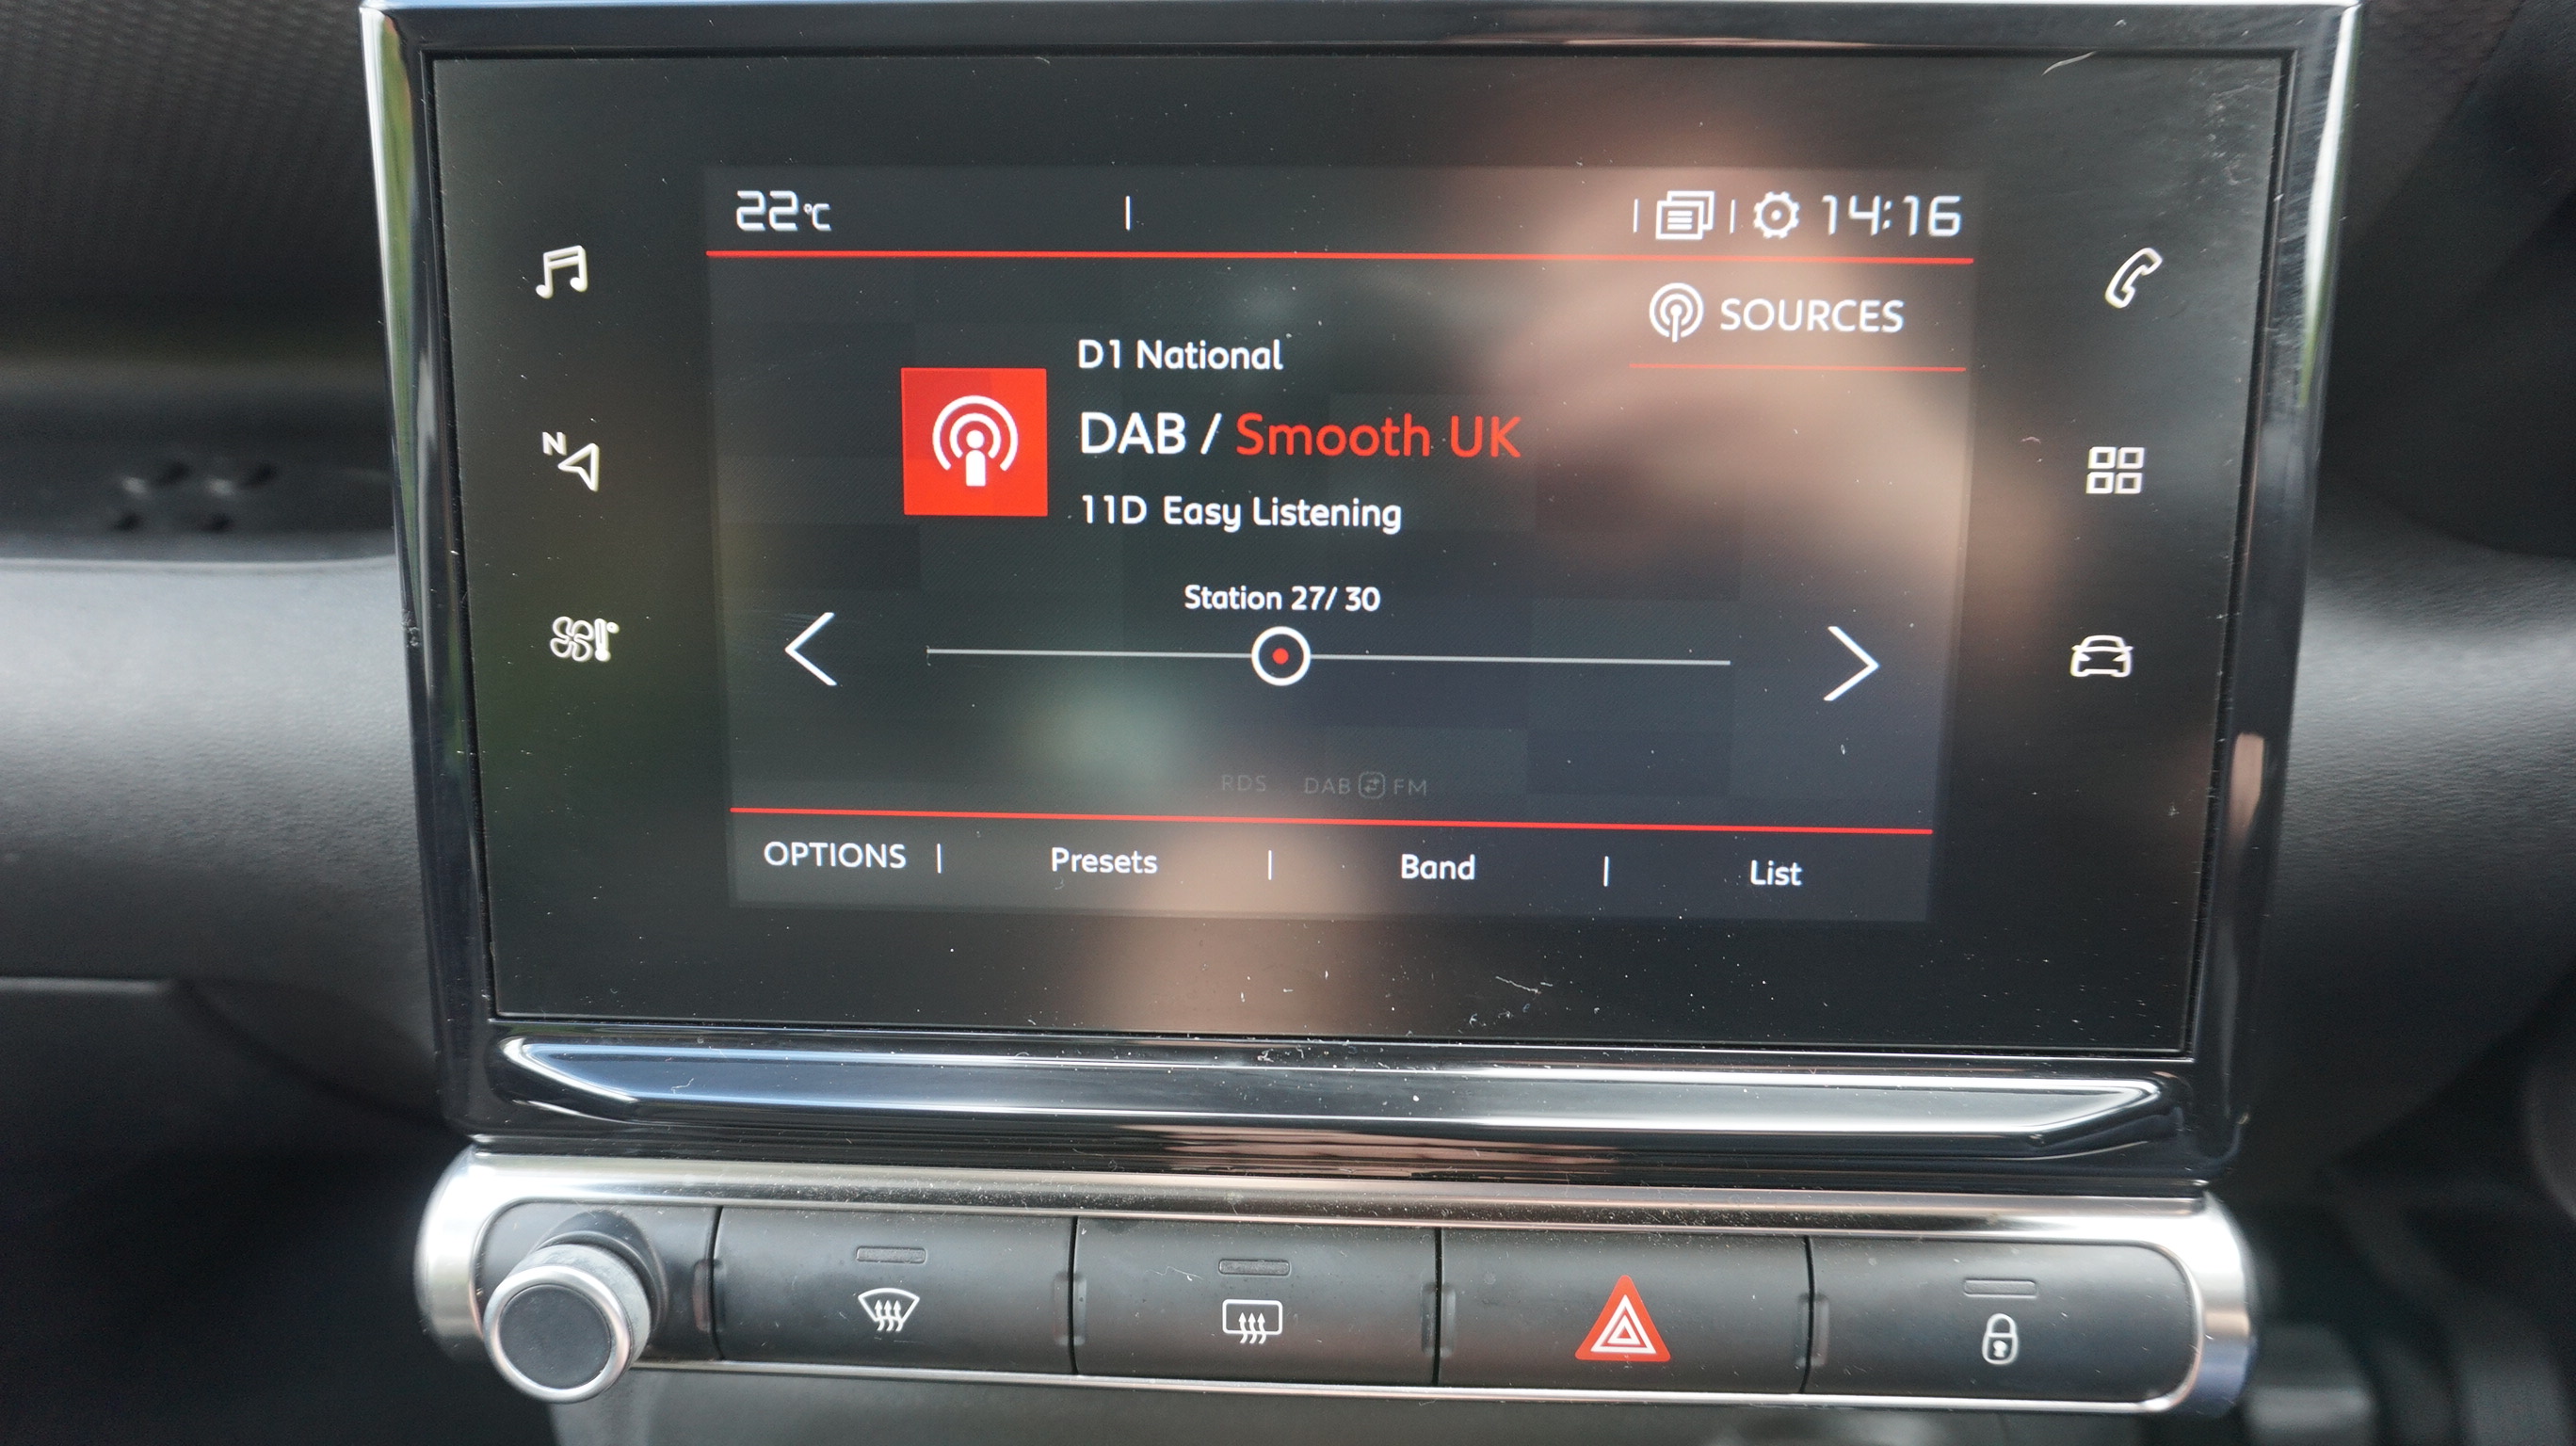 22°C
14:16
SOURCES
D1 National
DAB / Smooth UK
11D Easy Listening
Station 27/ 30
N
RDS DAB FM
OPTIONS | Presets | Band | List